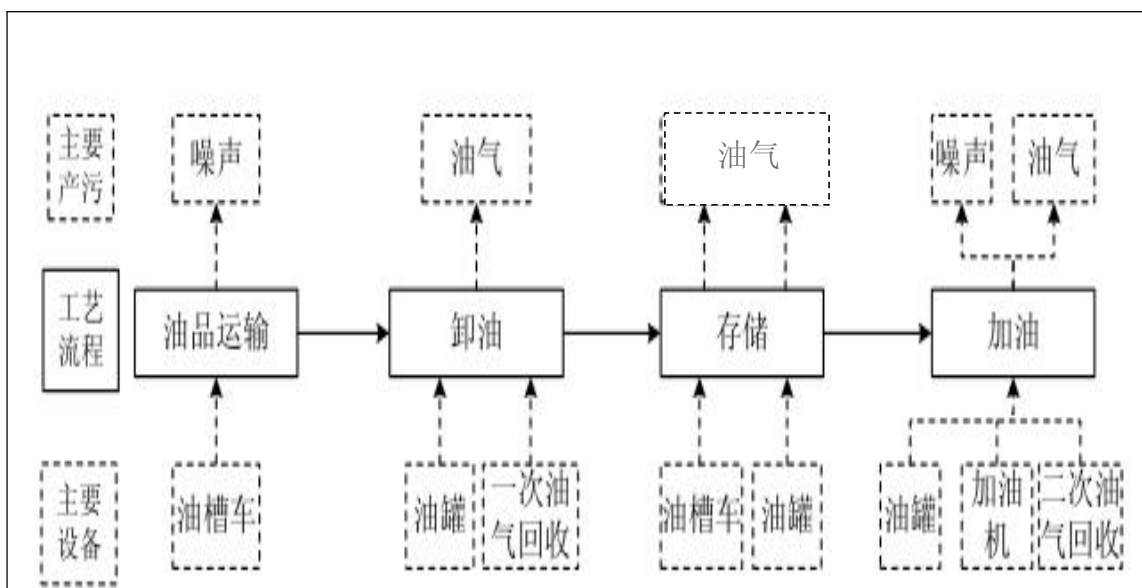 主要
产污
噪声
油气
油气
噪声
油气
工艺
流程
油品运输
卸油
存储
加油
主要
设备
油槽车
油罐
一次油
气回收
油槽车
油罐
油罐
加油
机
二次油
气回收